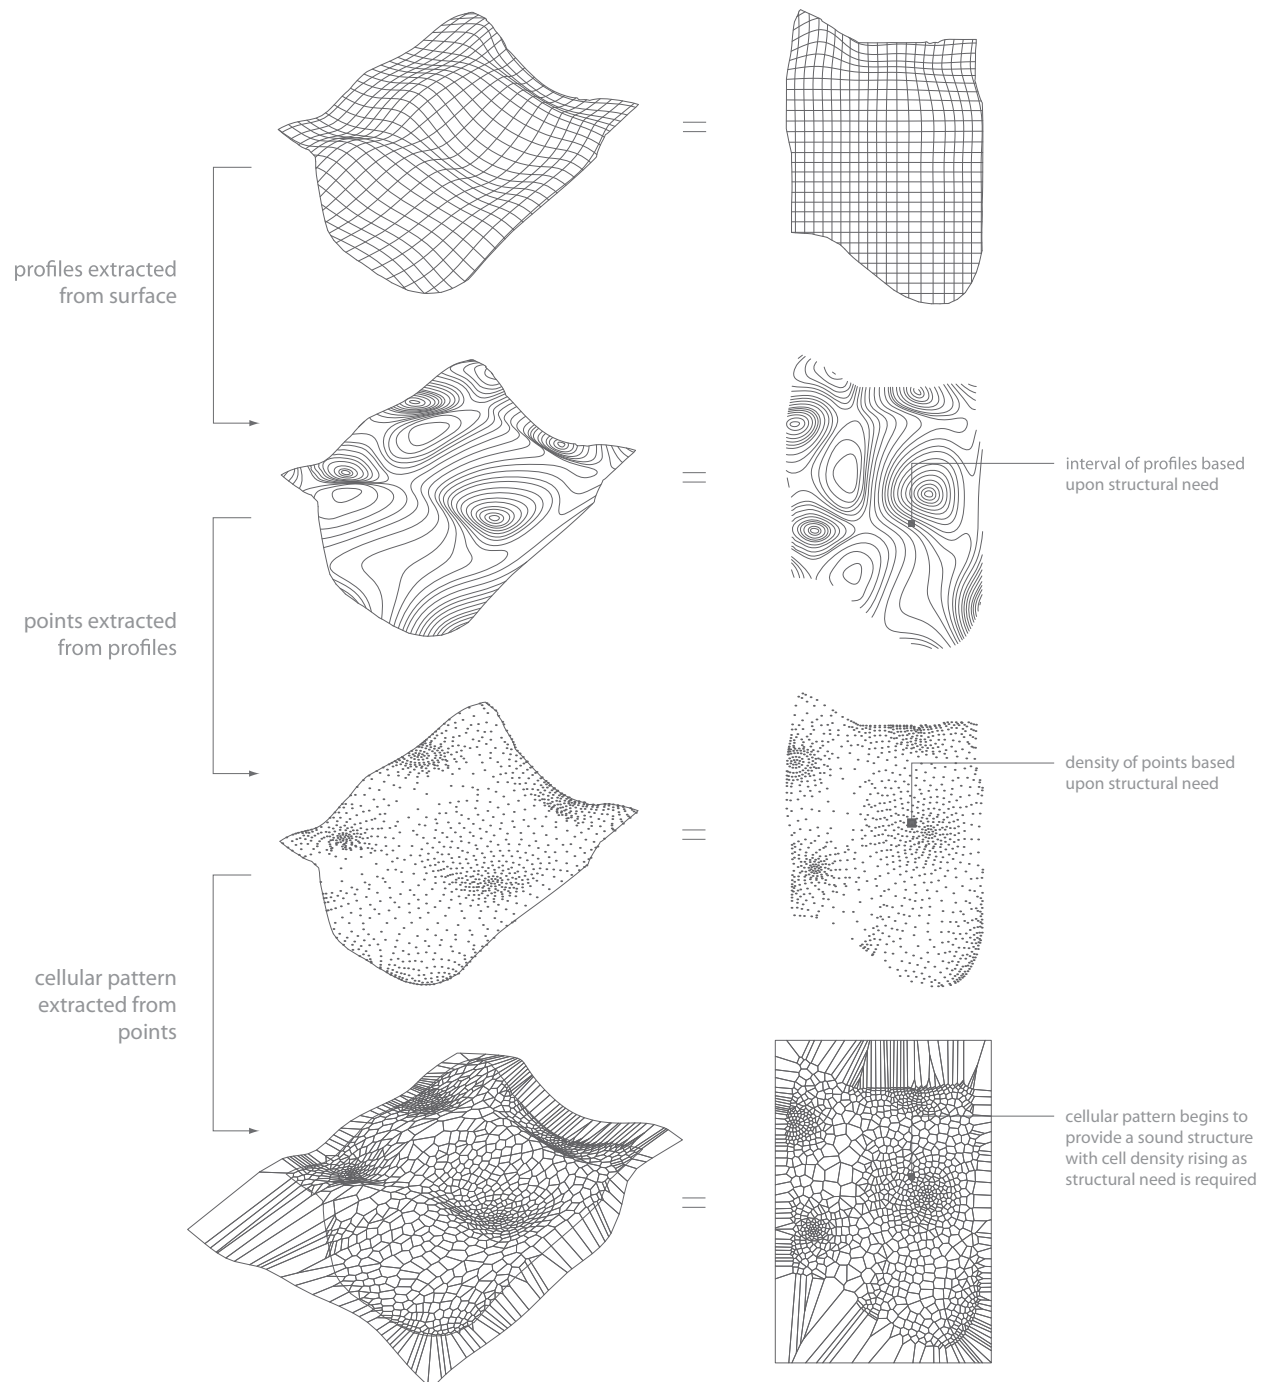 profiles extracted
from surface
interval of profiles based
upon structural need
points extracted
from profiles
density of points based
upon structural need
cellular pattern
extracted from
points
cellular pattern begins to
provide a sound structure
with cell density rising as
structural need is required